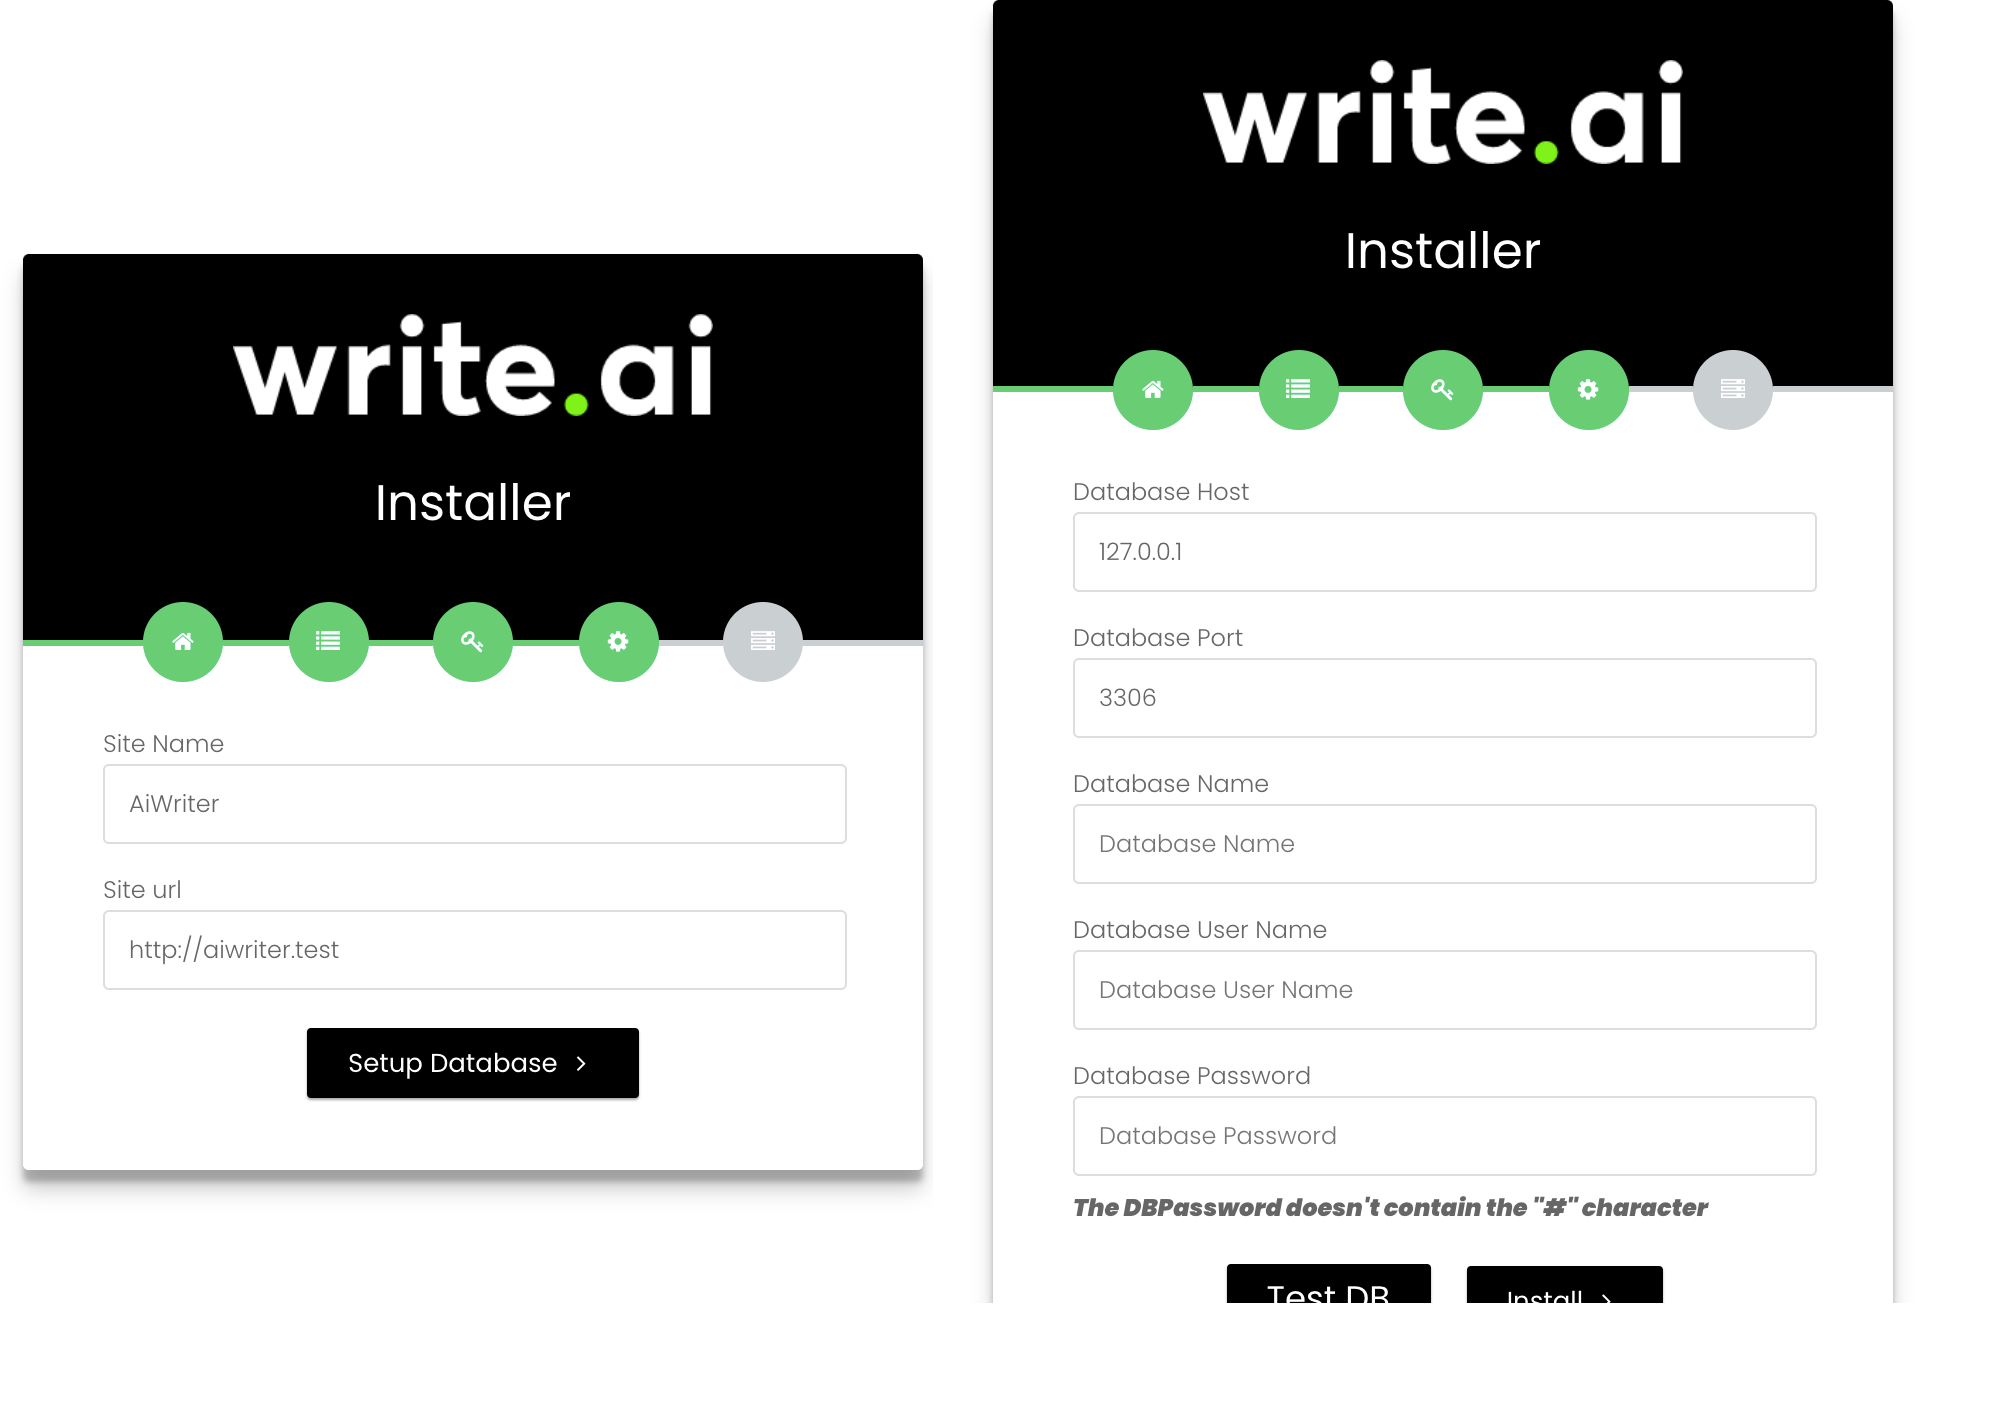 write.ai
Installer
Site Name
AiWriter
Site url
http://aiwriter.test
Setup Database
write.ai
Installer
Database Host
127.0.0.1
Database Port
3306
Database Name
Database Name
Database User Name
Database User Name
Database Password
Database Password
The DBPassword doesn't contain the "#" character
Test DB
Install